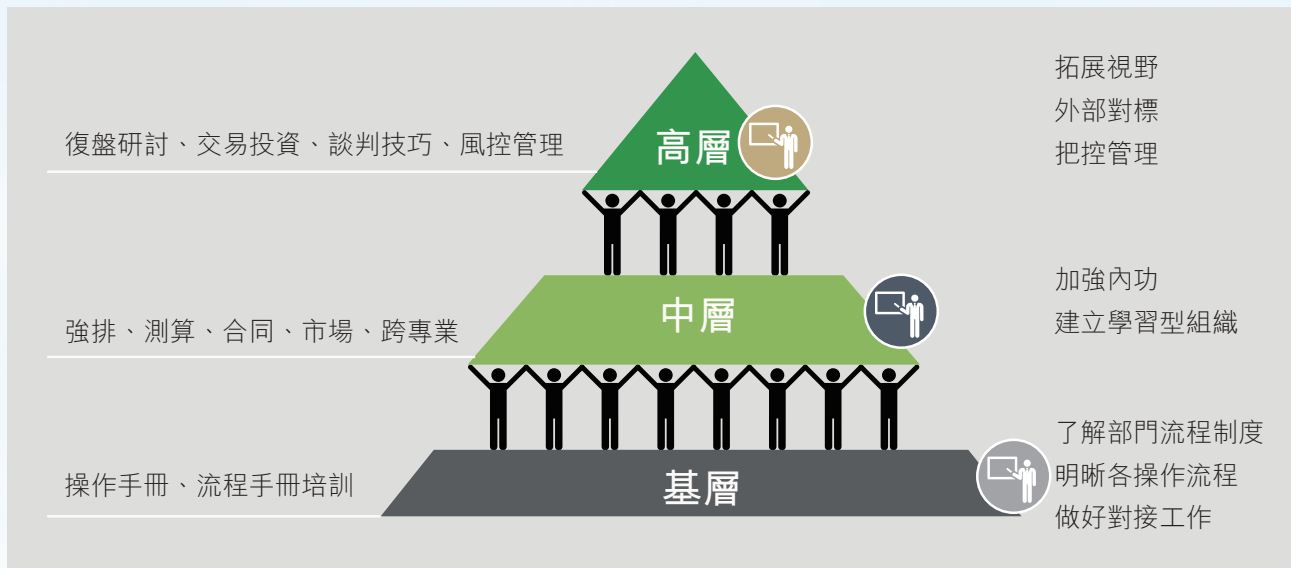 復盤研討、交易投資、談判技巧、風控管理
高層
拓展視野
外部對標
把控管理
強排、測算、合同、市場、跨專業
中層
加強內功
建立學習型組織
操作手冊、流程手冊培訓
基層
了解部門流程制度
明晰各操作流程
做好對接工作